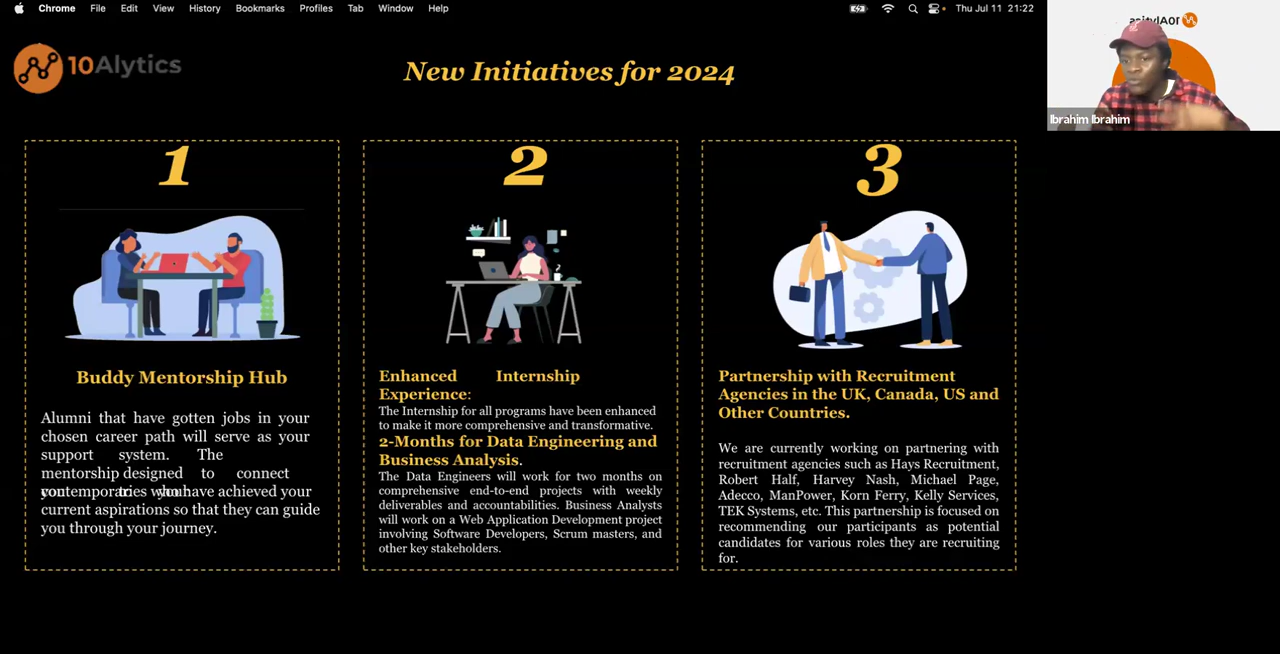 Chrome File Edit View History Bookmarks Profiles Tab Window Help
Thu Jul 11 21:22
10Alytics
New Initiatives for 2024
10Alytics
Ibrahim Ibrahim
1
Buddy Mentorship Hub
Alumni that have gotten jobs in your
chosen career path will serve as your
support system. The
mentorship designed to connect
you to you
contemporaries who have achieved your
current aspirations so that they can guide
you through your journey.
2
Enhanced Internship
Experience:
The Internship for all programs have been enhanced
to make it more comprehensive and transformative.
2-Months for Data Engineering and
Business Analysis.
The Data Engineers will work for two months on
comprehensive end-to-end projects with weekly
deliverables and accountabilities. Business Analysts
will work on a Web Application Development project
involving Software Developers, Scrum masters, and
other key stakeholders.
3
Partnership with Recruitment
Agencies in the UK, Canada, US and
Other Countries.
We are currently working on partnering with
recruitment agencies such as Hays Recruitment,
Robert Half, Harvey Nash, Michael Page,
Adecco, ManPower, Korn Ferry, Kelly Services,
TEK Systems, etc. This partnership is focused on
recommending our participants as potential
candidates for various roles they are recruiting
for.